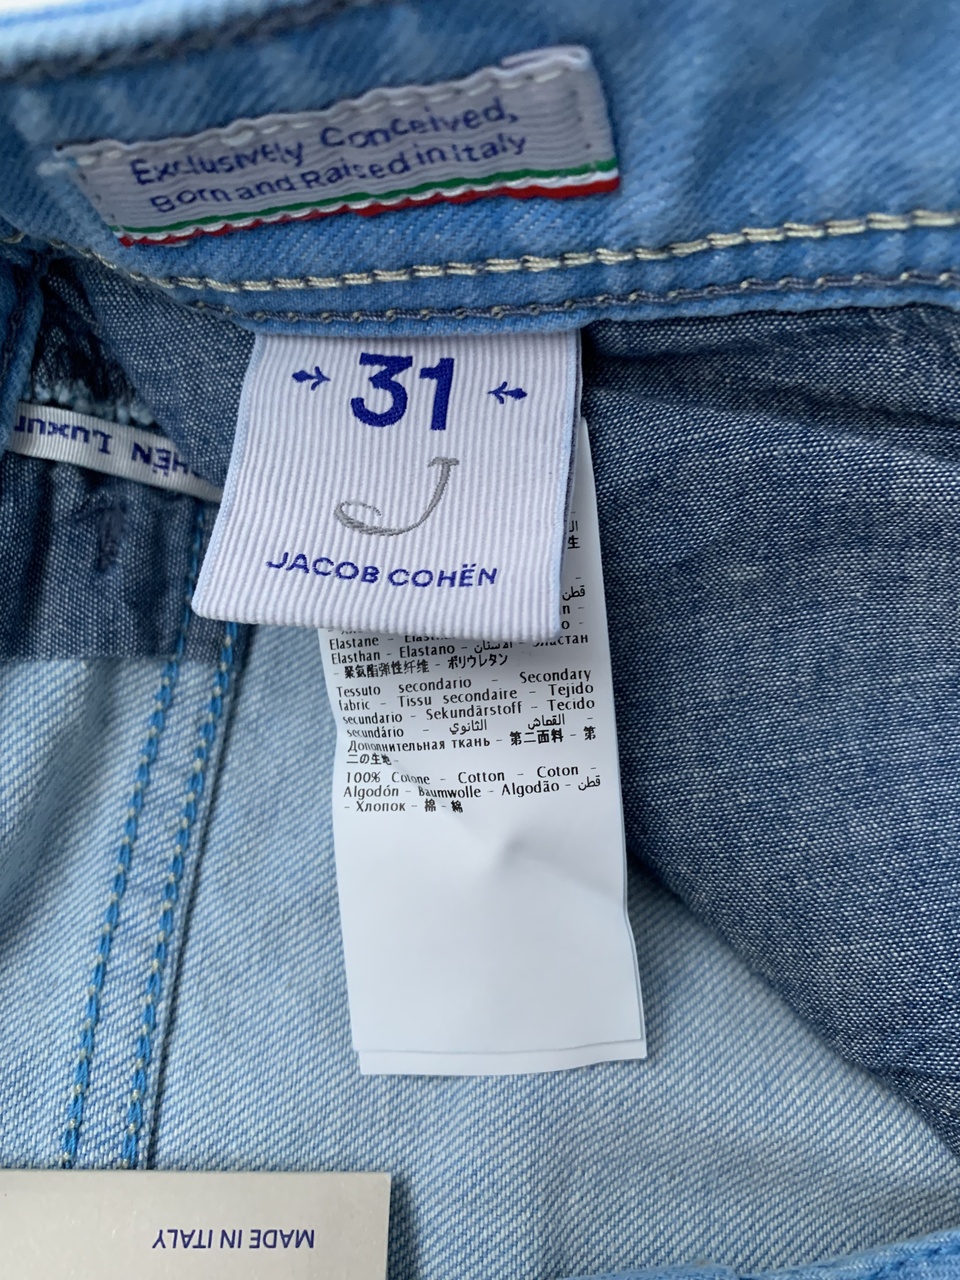 Exclusively Conceived,
Born and Raised in Italy
31
JACOB COHËN
HËN Luxur
قطن -
Elastane -
Elasthan - Elastano - الاستان -
- 聚氨酯弹性纤维 - ポリウレタン
Tessuto secondario - Secondary
fabric - Tissu secondaire - Tejido
secundario - Sekundärstoff - Tecido
secundário - القماش الثانوي -
Дополнительная ткань - 第二面料 - 第
二の生地 -
100% Cotone - Cotton - Coton -
Algodón - Baumwolle - Algodão - قطن
- Хлопок - 棉 - 綿
MADE IN ITALY